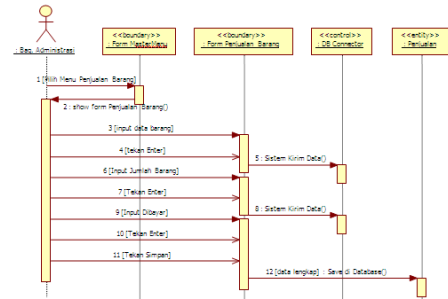 : Bag. Administrasi
<<boundary>>
: Form MasterMenu
<<boundary>>
: Form Penjualan Barang
<<control>>
: DB Connector
<<entity>>
: Penjualan
1 [Pilih Menu Penjualan Barang]
2 : show form Penjualan Barang()
3 [input data barang]
4 [tekan enter]
5 : Sistem Kirim Data()
6 [Input Jumlah Barang]
7 [Tekan Enter]
8 : Sistem Kirim Data()
9 [Input Dibayar]
10 [Tekan Enter]
11 [Tekan Simpan]
12 [data lengkap] : Save di Database()